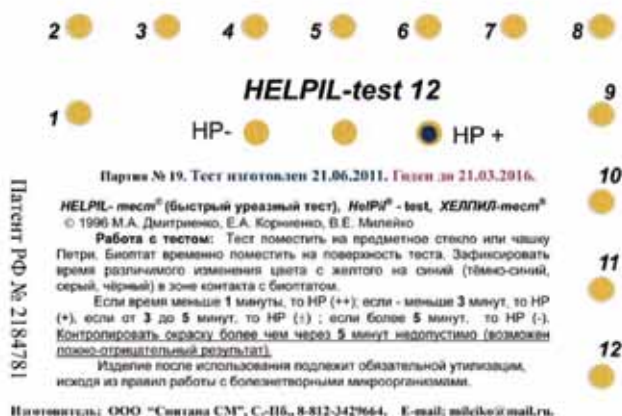 2 3 4 5 6 7 8
HELPIL-test 12
9
1
HP- HP +
Партия № 19. Тест изготовлен 21.06.2011. Годен до 21.03.2016.
10
HELPIL- тест® (быстрый уреазный тест), HelPil® - test, ХЕЛПИЛ-тест®
© 1996 М.А. Дмитриенко, Е.А. Корниенко, В.Е. Милейко
Работа с тестом: Тест поместить на предметное стекло или чашку
Петри. Биоптат временно поместить на поверхность теста. Зафиксировать
время различимого изменения цвета с желтого на синий (тёмно-синий,
серый, чёрный) в зоне контакта с биоптатом.
11
Если время меньше 1 минуты, то HP (++); если - меньше 3 минут, то HP
(+), если от 3 до 5 минут, то HP (±) ; если более 5 минут, то HP (-).
Контролировать окраску более чем через 5 минут недопустимо (возможен
ложно-отрицательный результат).
12
Изделие после использования подлежит обязательной утилизации,
исходя из правил работы с болезнетворными микроорганизмами.
Патент РФ № 2184781
Изготовитель: ООО "Синтана СМ", С.-Пб., 8-812-3429664, E-mail: mileiko@mail.ru.